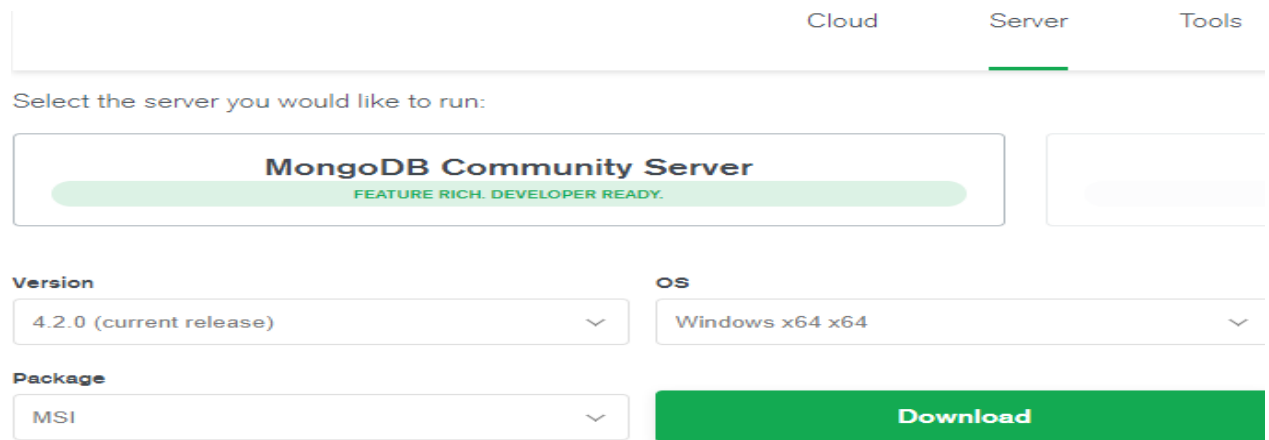 Cloud Server Tools
Select the server you would like to run:
MongoDB Community Server
FEATURE RICH. DEVELOPER READY.
Version OS
4.2.0 (current release) Windows x64 x64
Package
MSI Download